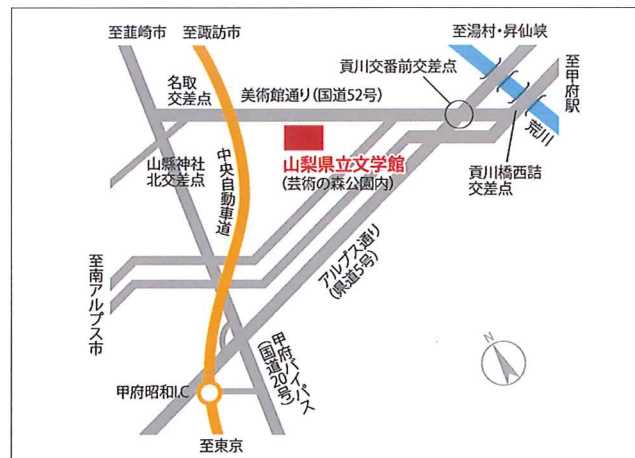 至韮崎市
至諏訪市
至湯村・昇仙峡
貢川交番前交差点
至甲府駅
名取
交差点
美術館通り(国道52号)
荒川
山縣神社
北交差点
中央自動車道
山梨県立文学館
(芸術の森公園内)
貢川橋西詰
交差点
アルプス通り
(県道5号)
至南アルプス市
甲府バイパス
(国道20号)
N
甲府昭和I.C
至東京